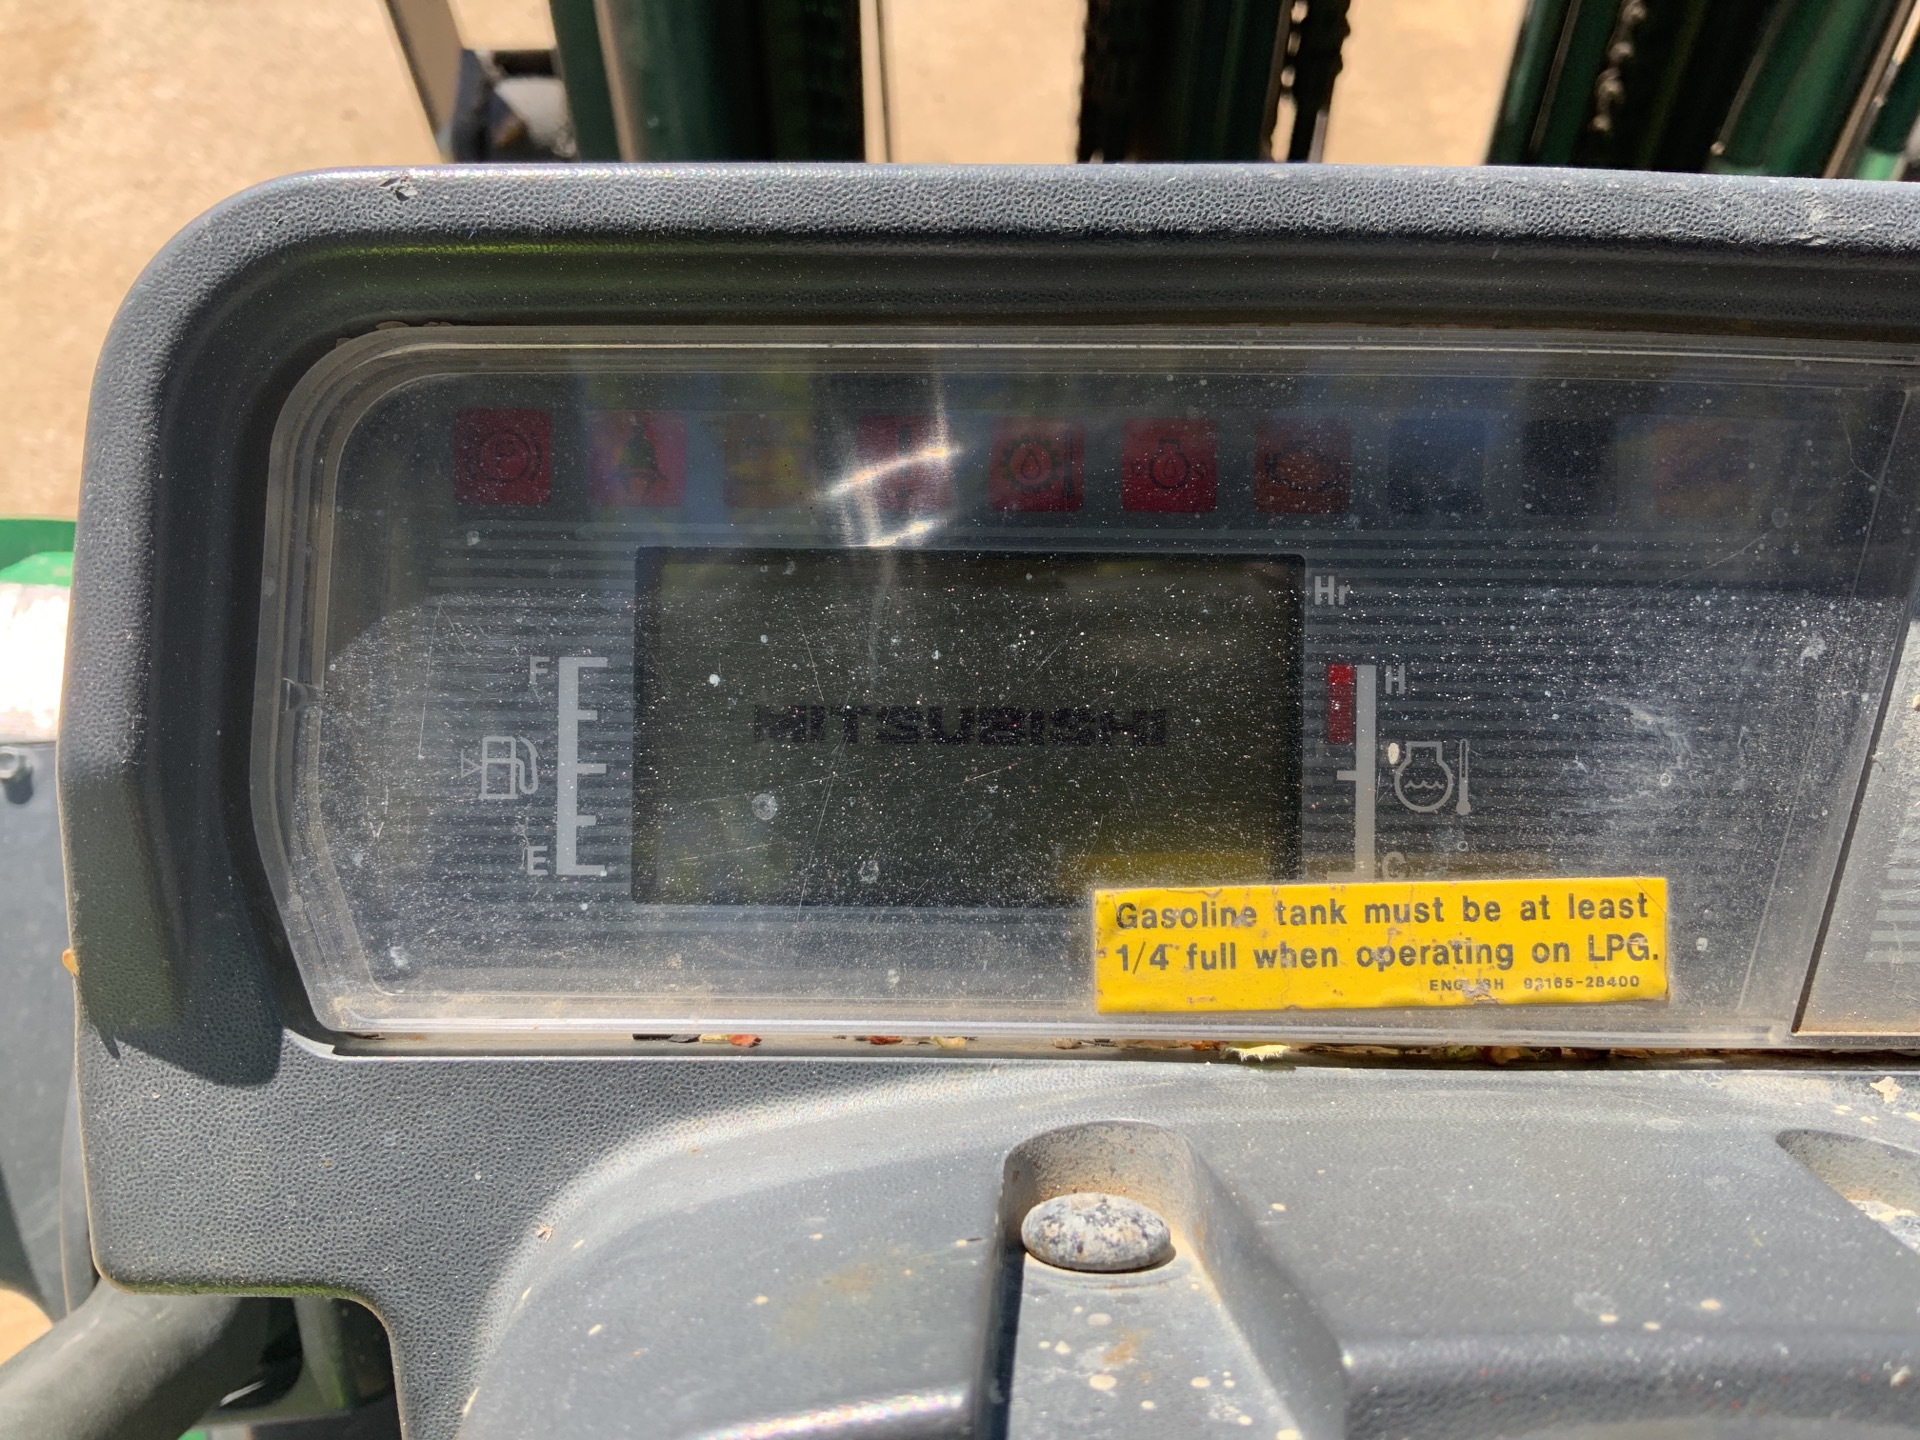 P
Hr
F
H
MITSUBISHI
E
C
Gasoline tank must be at least
1/4 full when operating on LPG.
ENGLISH 93165-28400